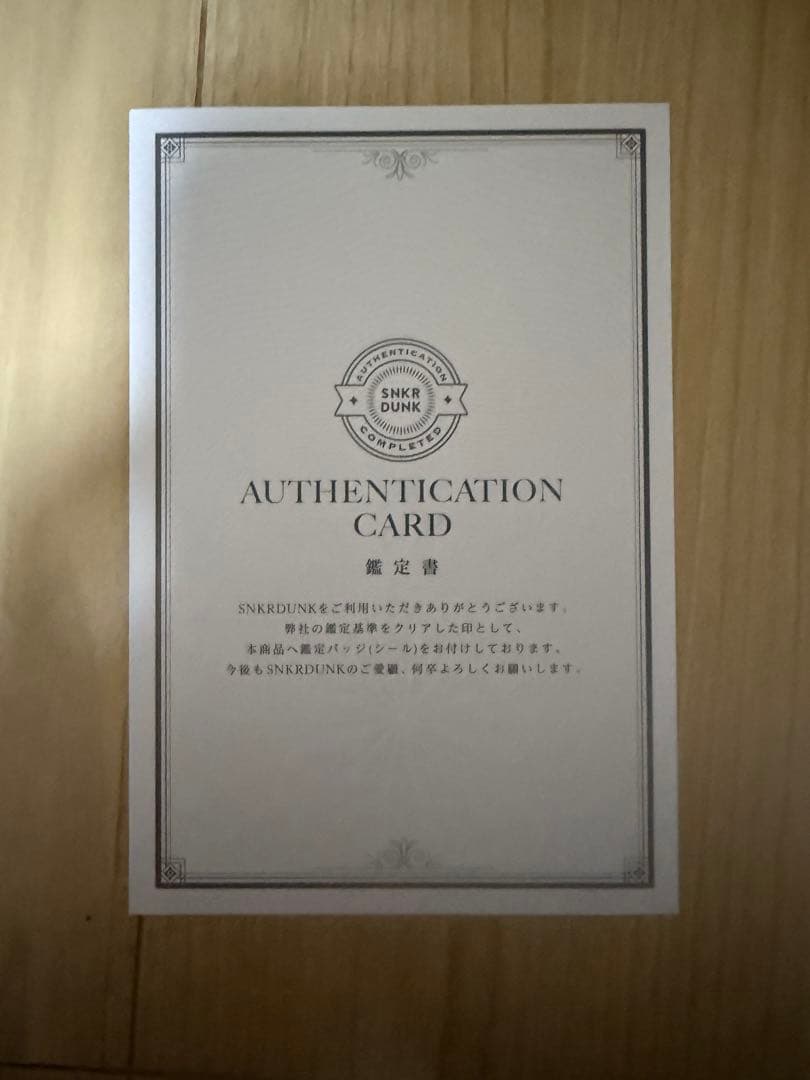 AUTHENTICATION
SNKR
DUNK
COMPLETED
AUTHENTICATION
CARD
鑑定書
SNKRDUNKをご利用いただきありがとうございます。
弊社の鑑定基準をクリアした印として、
本商品へ鑑定バッジ(シール)をお付けしております。
今後もSNKRDUNKのご愛顧、何卒よろしくお願いします。